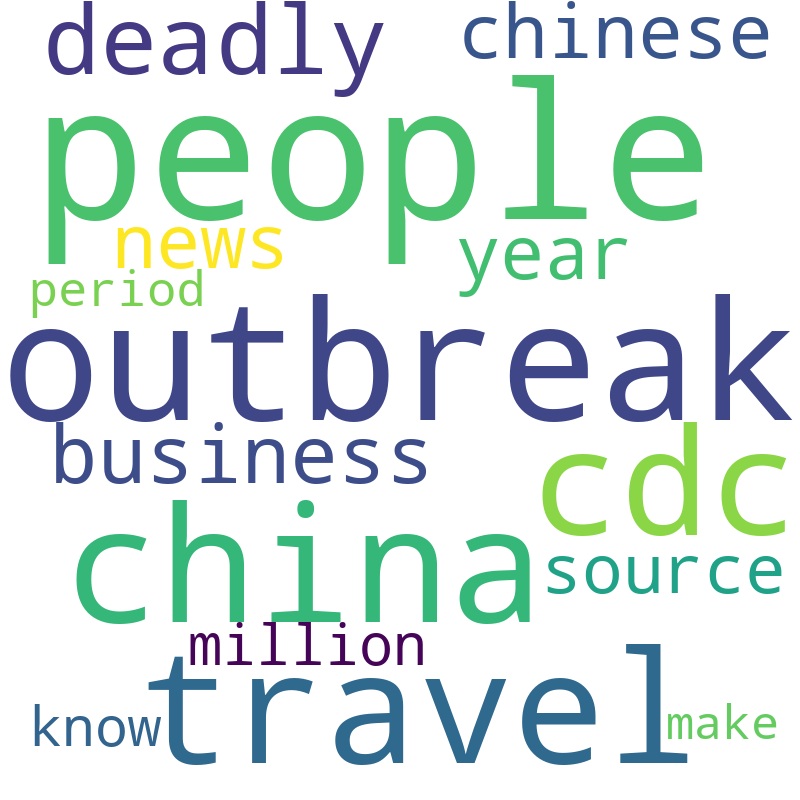 deadly
chinese
people
news
year
period
outbreak
business
cdc
china
source
million
travel
know
make